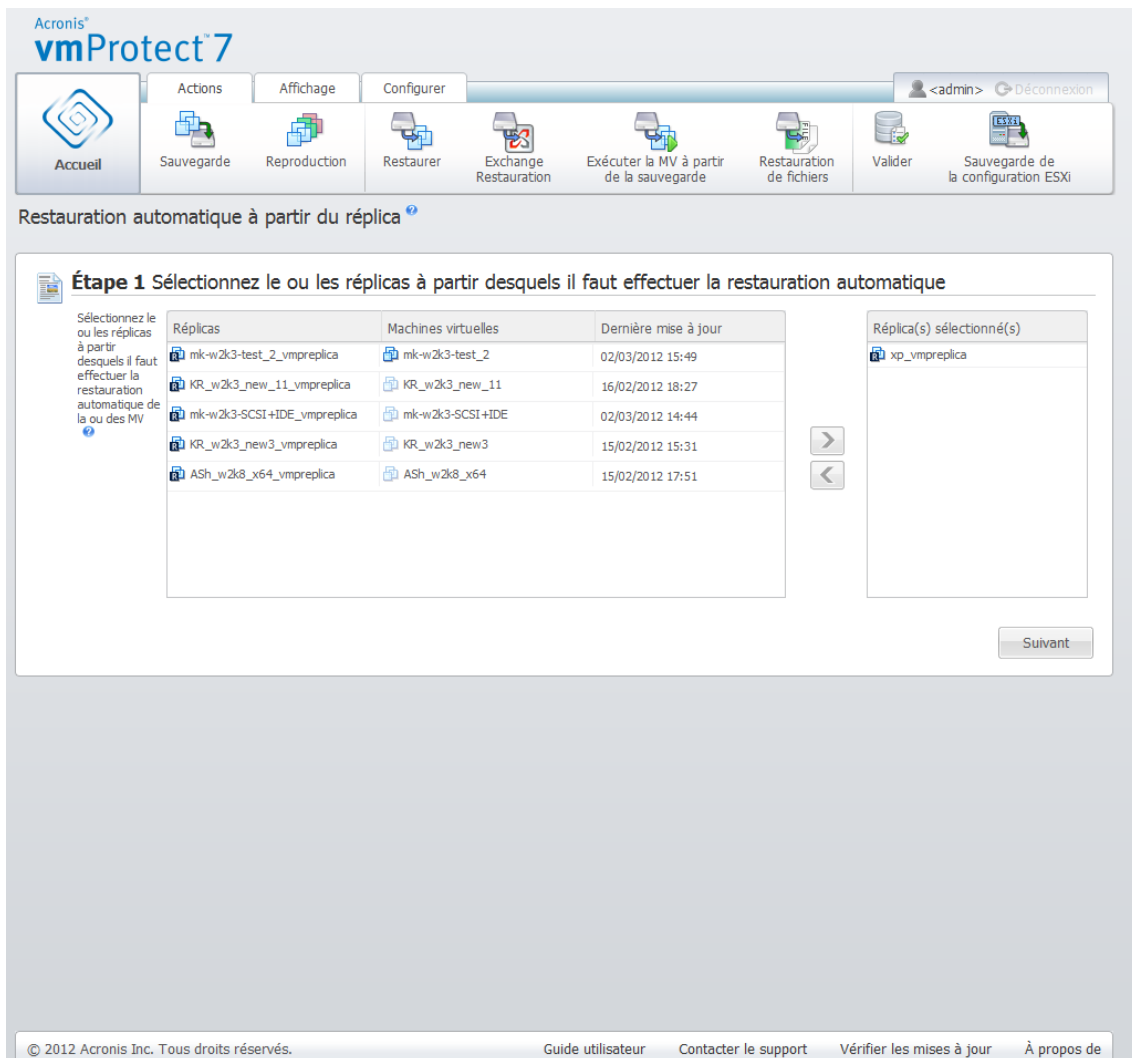 Acronis®
vmProtect™ 7
Actions Affichage Configurer <admin> Déconnexion
Accueil
Sauvegarde
Reproduction
Restaurer
Exchange
Restauration
Exécuter la MV à partir
de la sauvegarde
Restauration
de fichiers
Valider
ESXi
Sauvegarde de
la configuration ESXi
Restauration automatique à partir du réplica
Étape 1 Sélectionnez le ou les réplicas à partir desquels il faut effectuer la restauration automatique
Sélectionnez le
ou les réplicas
à partir
desquels il faut
effectuer la
restauration
automatique de
la ou des MV
Réplicas Machines virtuelles Dernière mise à jour
mk-w2k3-test_2_vmpreplica mk-w2k3-test_2 02/03/2012 15:49
KR_w2k3_new_11_vmpreplica KR_w2k3_new_11 16/02/2012 18:27
mk-w2k3-SCSI+IDE_vmpreplica mk-w2k3-SCSI+IDE 02/03/2012 14:44
KR_w2k3_new3_vmpreplica KR_w2k3_new3 15/02/2012 15:31
ASh_w2k8_x64_vmpreplica ASh_w2k8_x64 15/02/2012 17:51
Réplica(s) sélectionné(s)
xp_vmpreplica
Suivant
© 2012 Acronis Inc. Tous droits réservés. Guide utilisateur Contacter le support Vérifier les mises à jour À propos de